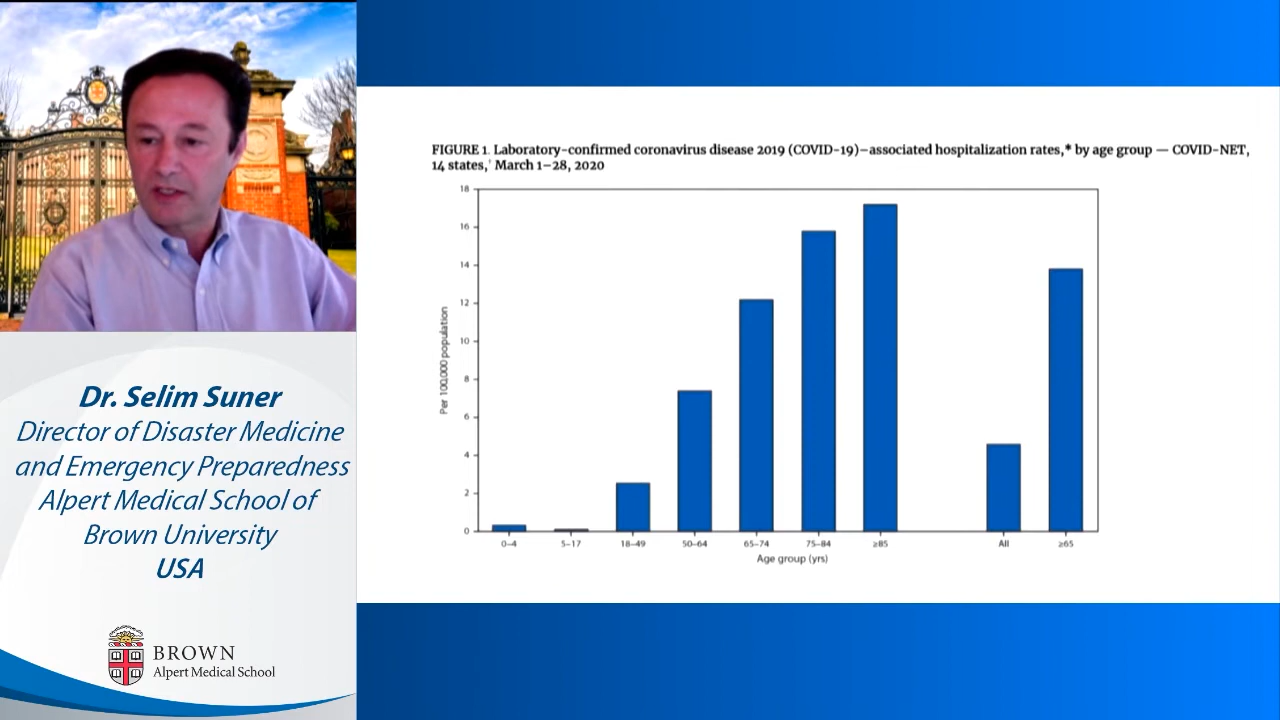 Dr. Selim Suner
Director of Disaster Medicine
and Emergency Preparedness
Alpert Medical School of
Brown University
USA
BROWN
Alpert Medical School
FIGURE 1. Laboratory-confirmed coronavirus disease 2019 (COVID-19)–associated hospitalization rates,* by age group — COVID-NET,
14 states,† March 1–28, 2020
Per 100,000 population
18
16
14
12
10
8
6
4
2
0
0–4 5–17 18–49 50–64 65–74 75–84 ≥85 All ≥65
Age group (yrs)